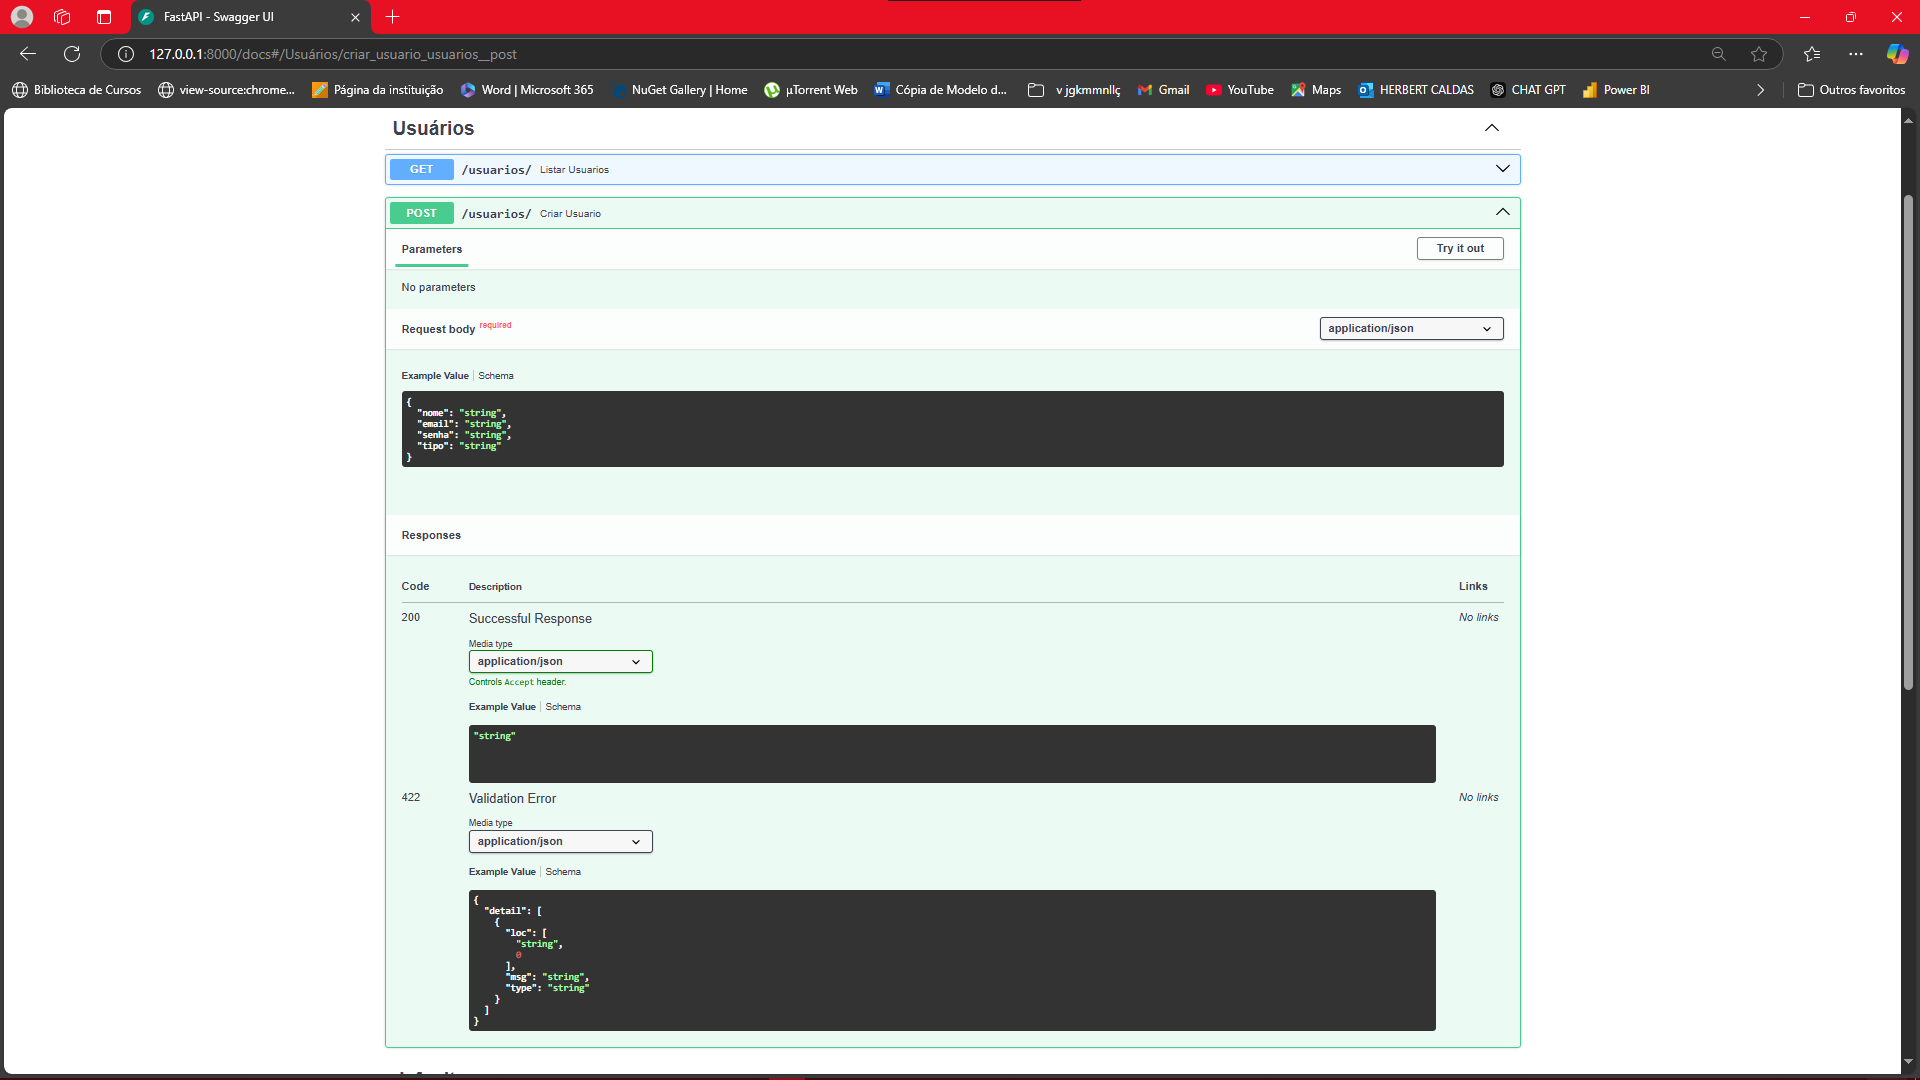 FastAPI - Swagger UI
127.0.0.1:8000/docs#/Usuários/criar_usuario_usuarios__post
Biblioteca de Cursos
view-source:chrome...
Página da instituição
Word | Microsoft 365
NuGet Gallery | Home
µTorrent Web
Cópia de Modelo d...
v jgkmmnllç
Gmail
YouTube
Maps
HERBERT CALDAS
CHAT GPT
Power BI
Outros favoritos
Usuários
GET /usuarios/ Listar Usuarios
POST /usuarios/ Criar Usuario
Parameters
Try it out
No parameters
Request body required
application/json
Example Value | Schema
{
"nome": "string",
"email": "string",
"senha": "string",
"tipo": "string"
}
Responses
Code Description Links
200 Successful Response No links
Media type
application/json
Controls Accept header.
Example Value | Schema
"string"
422 Validation Error No links
Media type
application/json
Example Value | Schema
{
"detail": [
{
"loc": [
"string",
0
],
"msg": "string",
"type": "string"
}
]
}